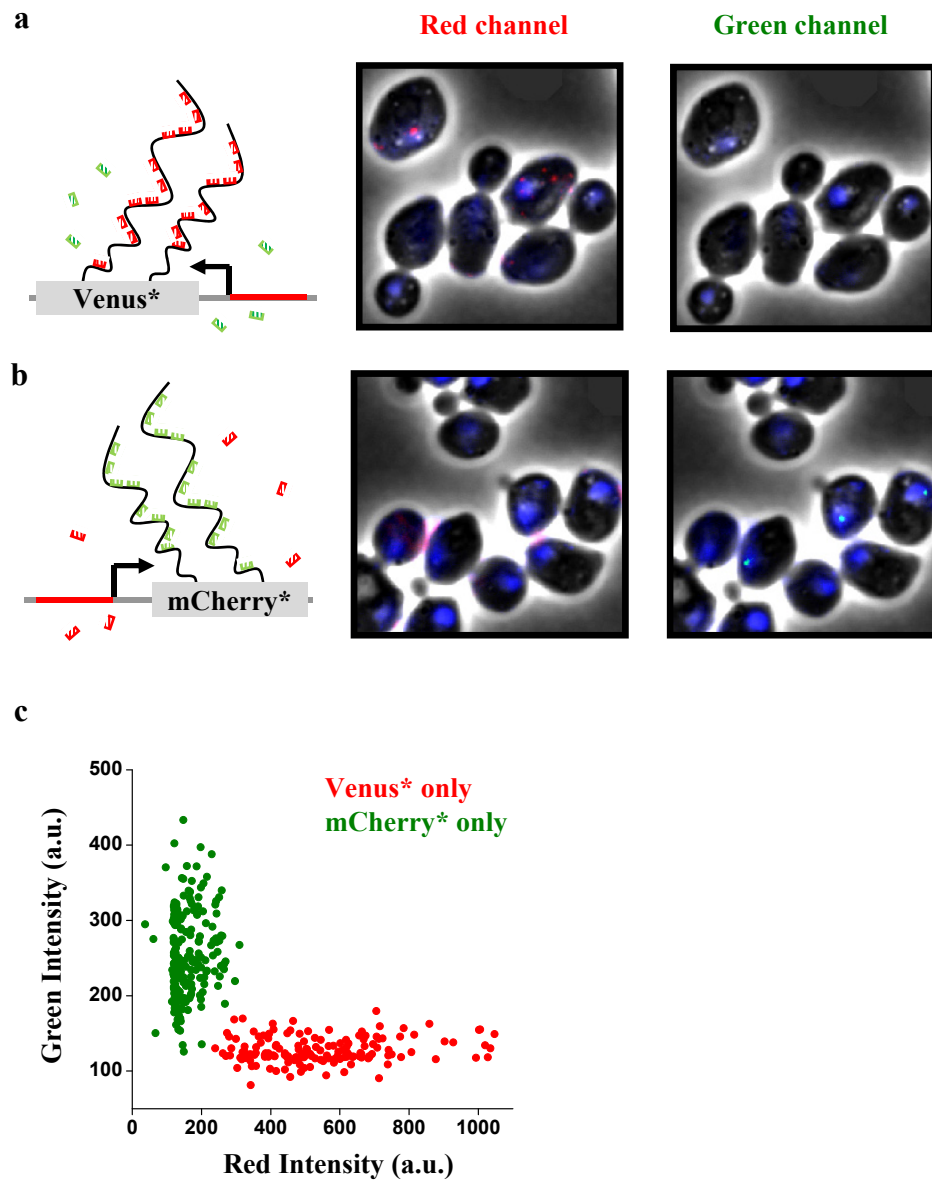 a
Red channel
Green channel
Venus*
b
mCherry*
c
500
400
300
200
100
Green Intensity (a.u.)
Venus* only
mCherry* only
0
200
400
600
800
1000
Red Intensity (a.u.)